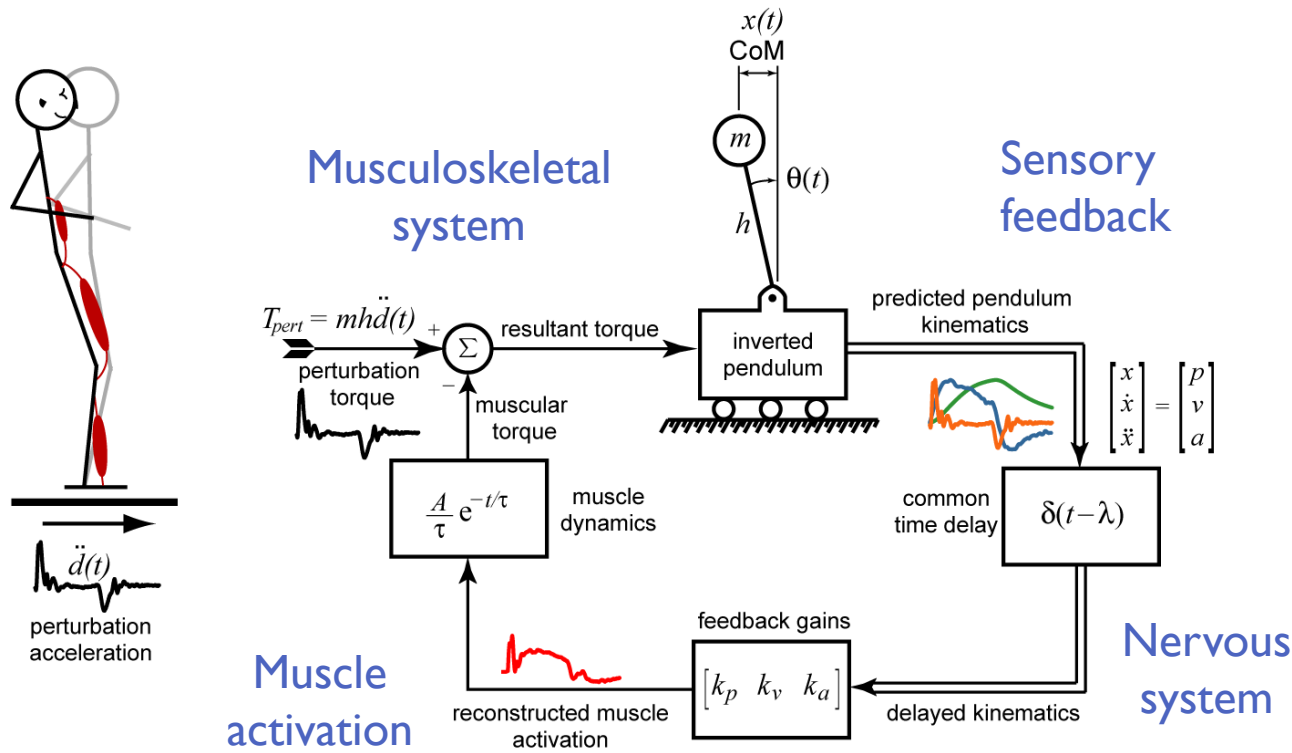 x(t)
CoM
m
θ(t)
h
Musculoskeletal
system
Sensory
feedback
T_pert = mhd̈(t)
+
Σ
−
resultant torque
perturbation
torque
muscular
torque
inverted
pendulum
predicted pendulum
kinematics
[x ẋ ẍ] = [p v a]
A/τ e^{−t/τ}
muscle
dynamics
common
time delay
δ(t−λ)
d̈(t)
perturbation
acceleration
feedback gains
[k_p k_v k_a]
reconstructed muscle
activation
delayed kinematics
Muscle
activation
Nervous
system